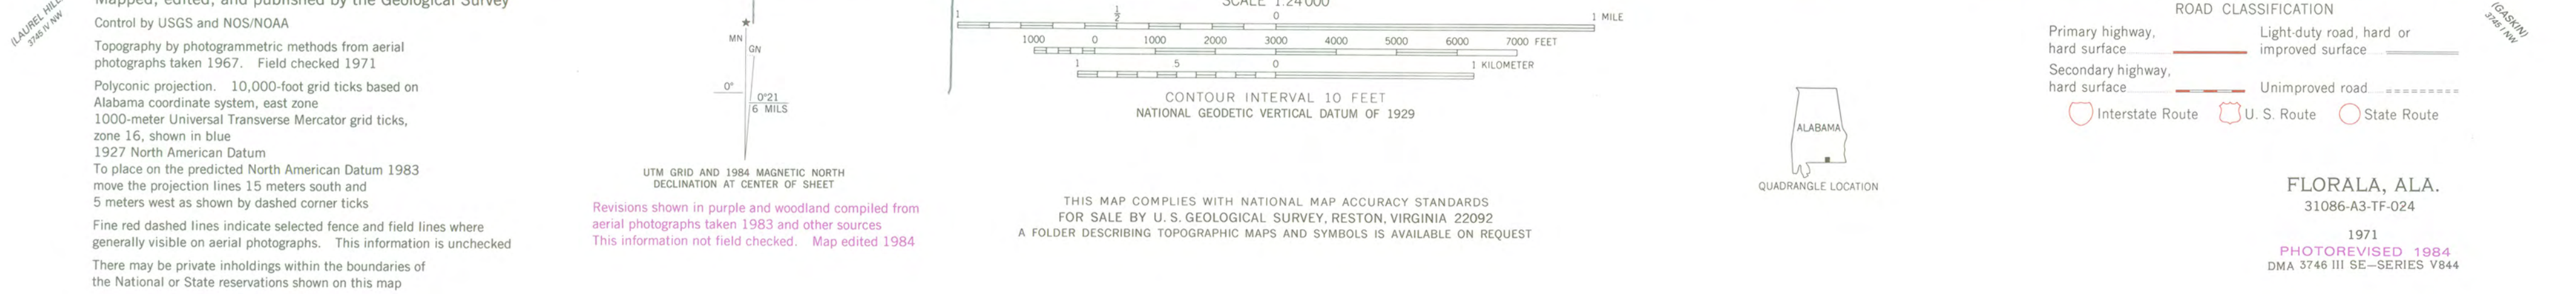 (LAUREL HILL)
3745 IV NW
Mapped, edited, and published by the Geological Survey
Control by USGS and NOS/NOAA
Topography by photogrammetric methods from aerial
photographs taken 1967. Field checked 1971
Polyconic projection. 10,000-foot grid ticks based on
Alabama coordinate system, east zone
1000-meter Universal Transverse Mercator grid ticks,
zone 16, shown in blue
1927 North American Datum
To place on the predicted North American Datum 1983
move the projection lines 15 meters south and
5 meters west as shown by dashed corner ticks
Fine red dashed lines indicate selected fence and field lines where
generally visible on aerial photographs. This information is unchecked
There may be private inholdings within the boundaries of
the National or State reservations shown on this map
★
MN
GN
0°
0°21
6 MILS
UTM GRID AND 1984 MAGNETIC NORTH
DECLINATION AT CENTER OF SHEET
Revisions shown in purple and woodland compiled from
aerial photographs taken 1983 and other sources
This information not field checked. Map edited 1984
SCALE 1:24 000
1 ½ 0 1 MILE
1000 0 1000 2000 3000 4000 5000 6000 7000 FEET
1 5 0 1 KILOMETER
CONTOUR INTERVAL 10 FEET
NATIONAL GEODETIC VERTICAL DATUM OF 1929
THIS MAP COMPLIES WITH NATIONAL MAP ACCURACY STANDARDS
FOR SALE BY U. S. GEOLOGICAL SURVEY, RESTON, VIRGINIA 22092
A FOLDER DESCRIBING TOPOGRAPHIC MAPS AND SYMBOLS IS AVAILABLE ON REQUEST
ALABAMA
QUADRANGLE LOCATION
ROAD CLASSIFICATION
Primary highway,
hard surface
Light-duty road, hard or
improved surface
Secondary highway,
hard surface
Unimproved road
Interstate Route
U. S. Route
State Route
(GASKIN)
3745 I NW
FLORALA, ALA.
31086-A3-TF-024
1971
PHOTOREVISED 1984
DMA 3746 III SE—SERIES V844